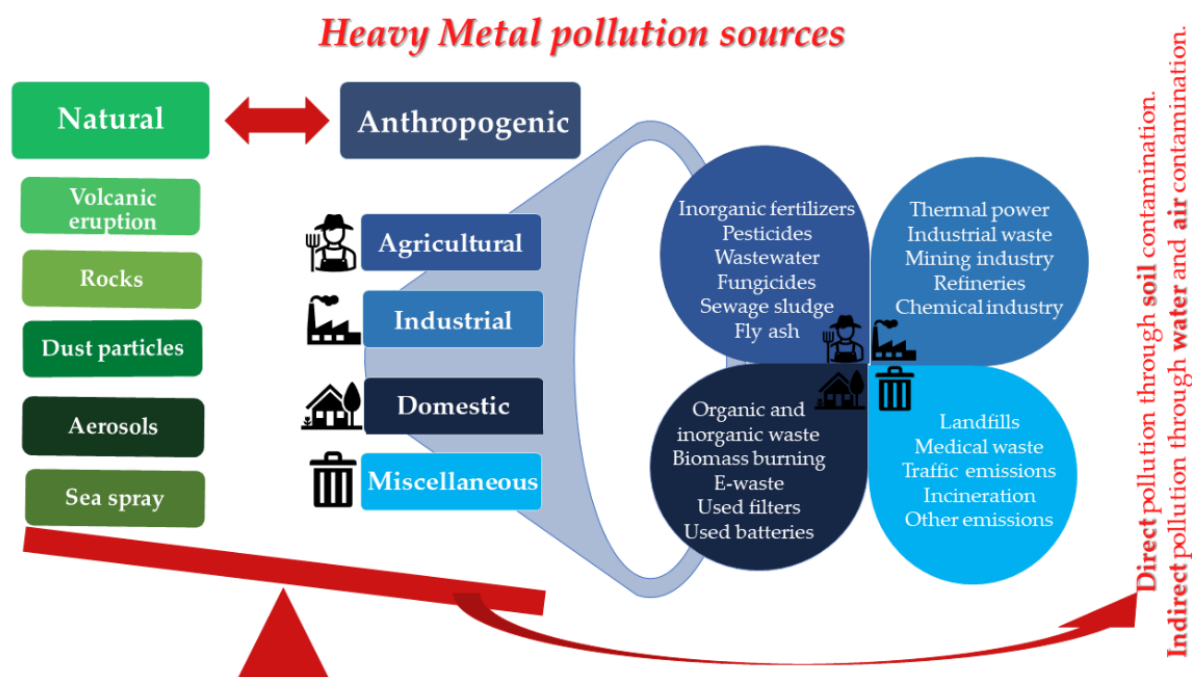 Heavy Metal pollution sources
Natural
Anthropogenic
Volcanic
eruption
Rocks
Dust particles
Aerosols
Sea spray
Agricultural
Industrial
Domestic
Miscellaneous
Inorganic fertilizers
Pesticides
Wastewater
Fungicides
Sewage sludge
Fly ash
Thermal power
Industrial waste
Mining industry
Refineries
Chemical industry
Organic and
inorganic waste
Biomass burning
E-waste
Used filters
Used batteries
Landfills
Medical waste
Traffic emissions
Incineration
Other emissions
Direct pollution through soil contamination.
Indirect pollution through water and air contamination.